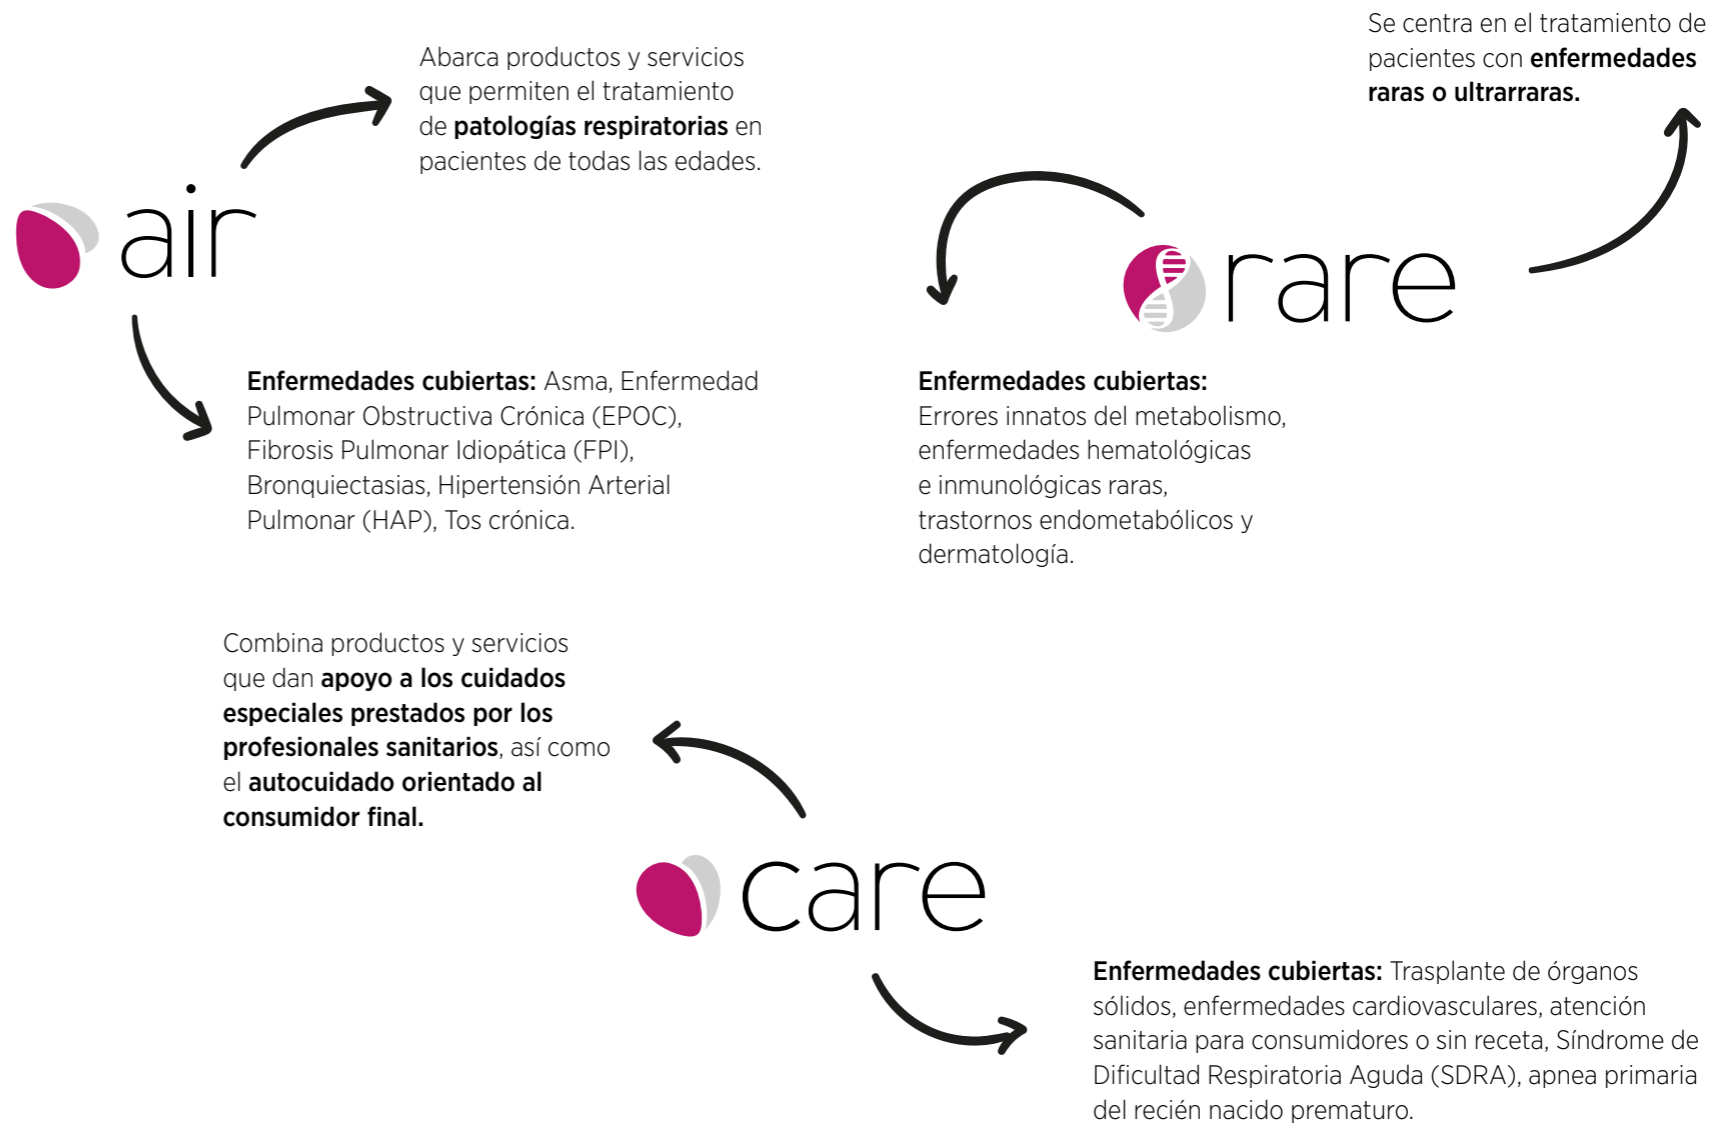 Abarca productos y servicios
que permiten el tratamiento
de patologías respiratorias en
pacientes de todas las edades.
air
Enfermedades cubiertas: Asma, Enfermedad
Pulmonar Obstructiva Crónica (EPOC),
Fibrosis Pulmonar Idiopática (FPI),
Bronquiectasias, Hipertensión Arterial
Pulmonar (HAP), Tos crónica.
Se centra en el tratamiento de
pacientes con enfermedades
raras o ultrarraras.
rare
Enfermedades cubiertas:
Errores innatos del metabolismo,
enfermedades hematológicas
e inmunológicas raras,
trastornos endometabólicos y
dermatología.
Combina productos y servicios
que dan apoyo a los cuidados
especiales prestados por los
profesionales sanitarios, así como
el autocuidado orientado al
consumidor final.
care
Enfermedades cubiertas: Trasplante de órganos
sólidos, enfermedades cardiovasculares, atención
sanitaria para consumidores o sin receta, Síndrome de
Dificultad Respiratoria Aguda (SDRA), apnea primaria
del recién nacido prematuro.